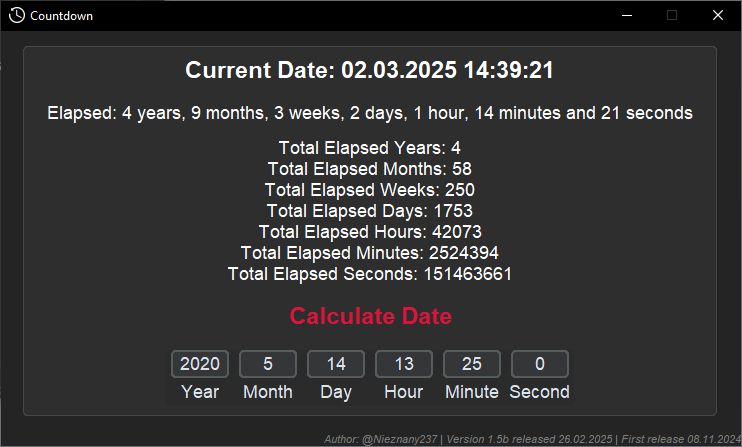 Countdown
Current Date: 02.03.2025 14:39:21
Elapsed: 4 years, 9 months, 3 weeks, 2 days, 1 hour, 14 minutes and 21 seconds
Total Elapsed Years: 4
Total Elapsed Months: 58
Total Elapsed Weeks: 250
Total Elapsed Days: 1753
Total Elapsed Hours: 42073
Total Elapsed Minutes: 2524394
Total Elapsed Seconds: 151463661
Calculate Date
2020 5 14 13 25 0
Year Month Day Hour Minute Second
Author: @Nieznany237 | Version 1.5b released 26.02.2025 | First release 08.11.2024